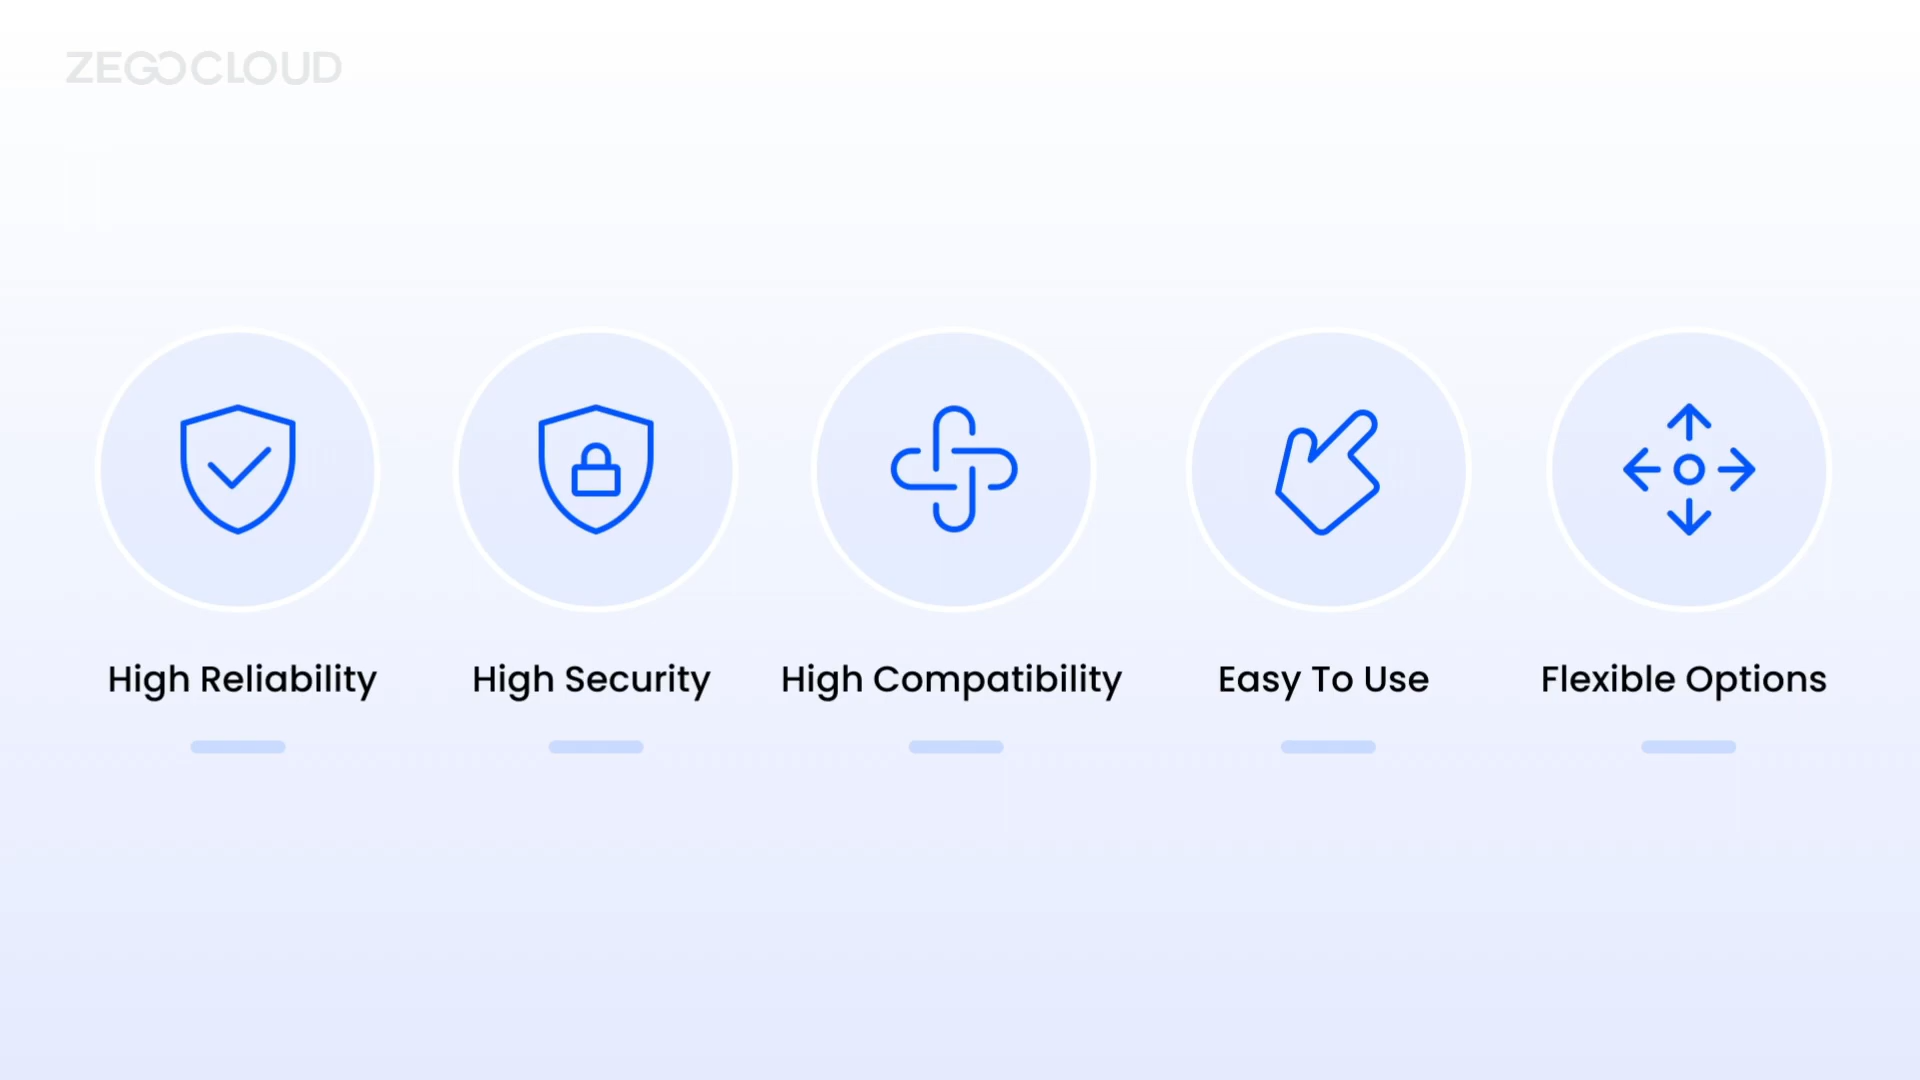 ZEGOCLOUD
High Reliability
High Security
High Compatibility
Easy To Use
Flexible Options